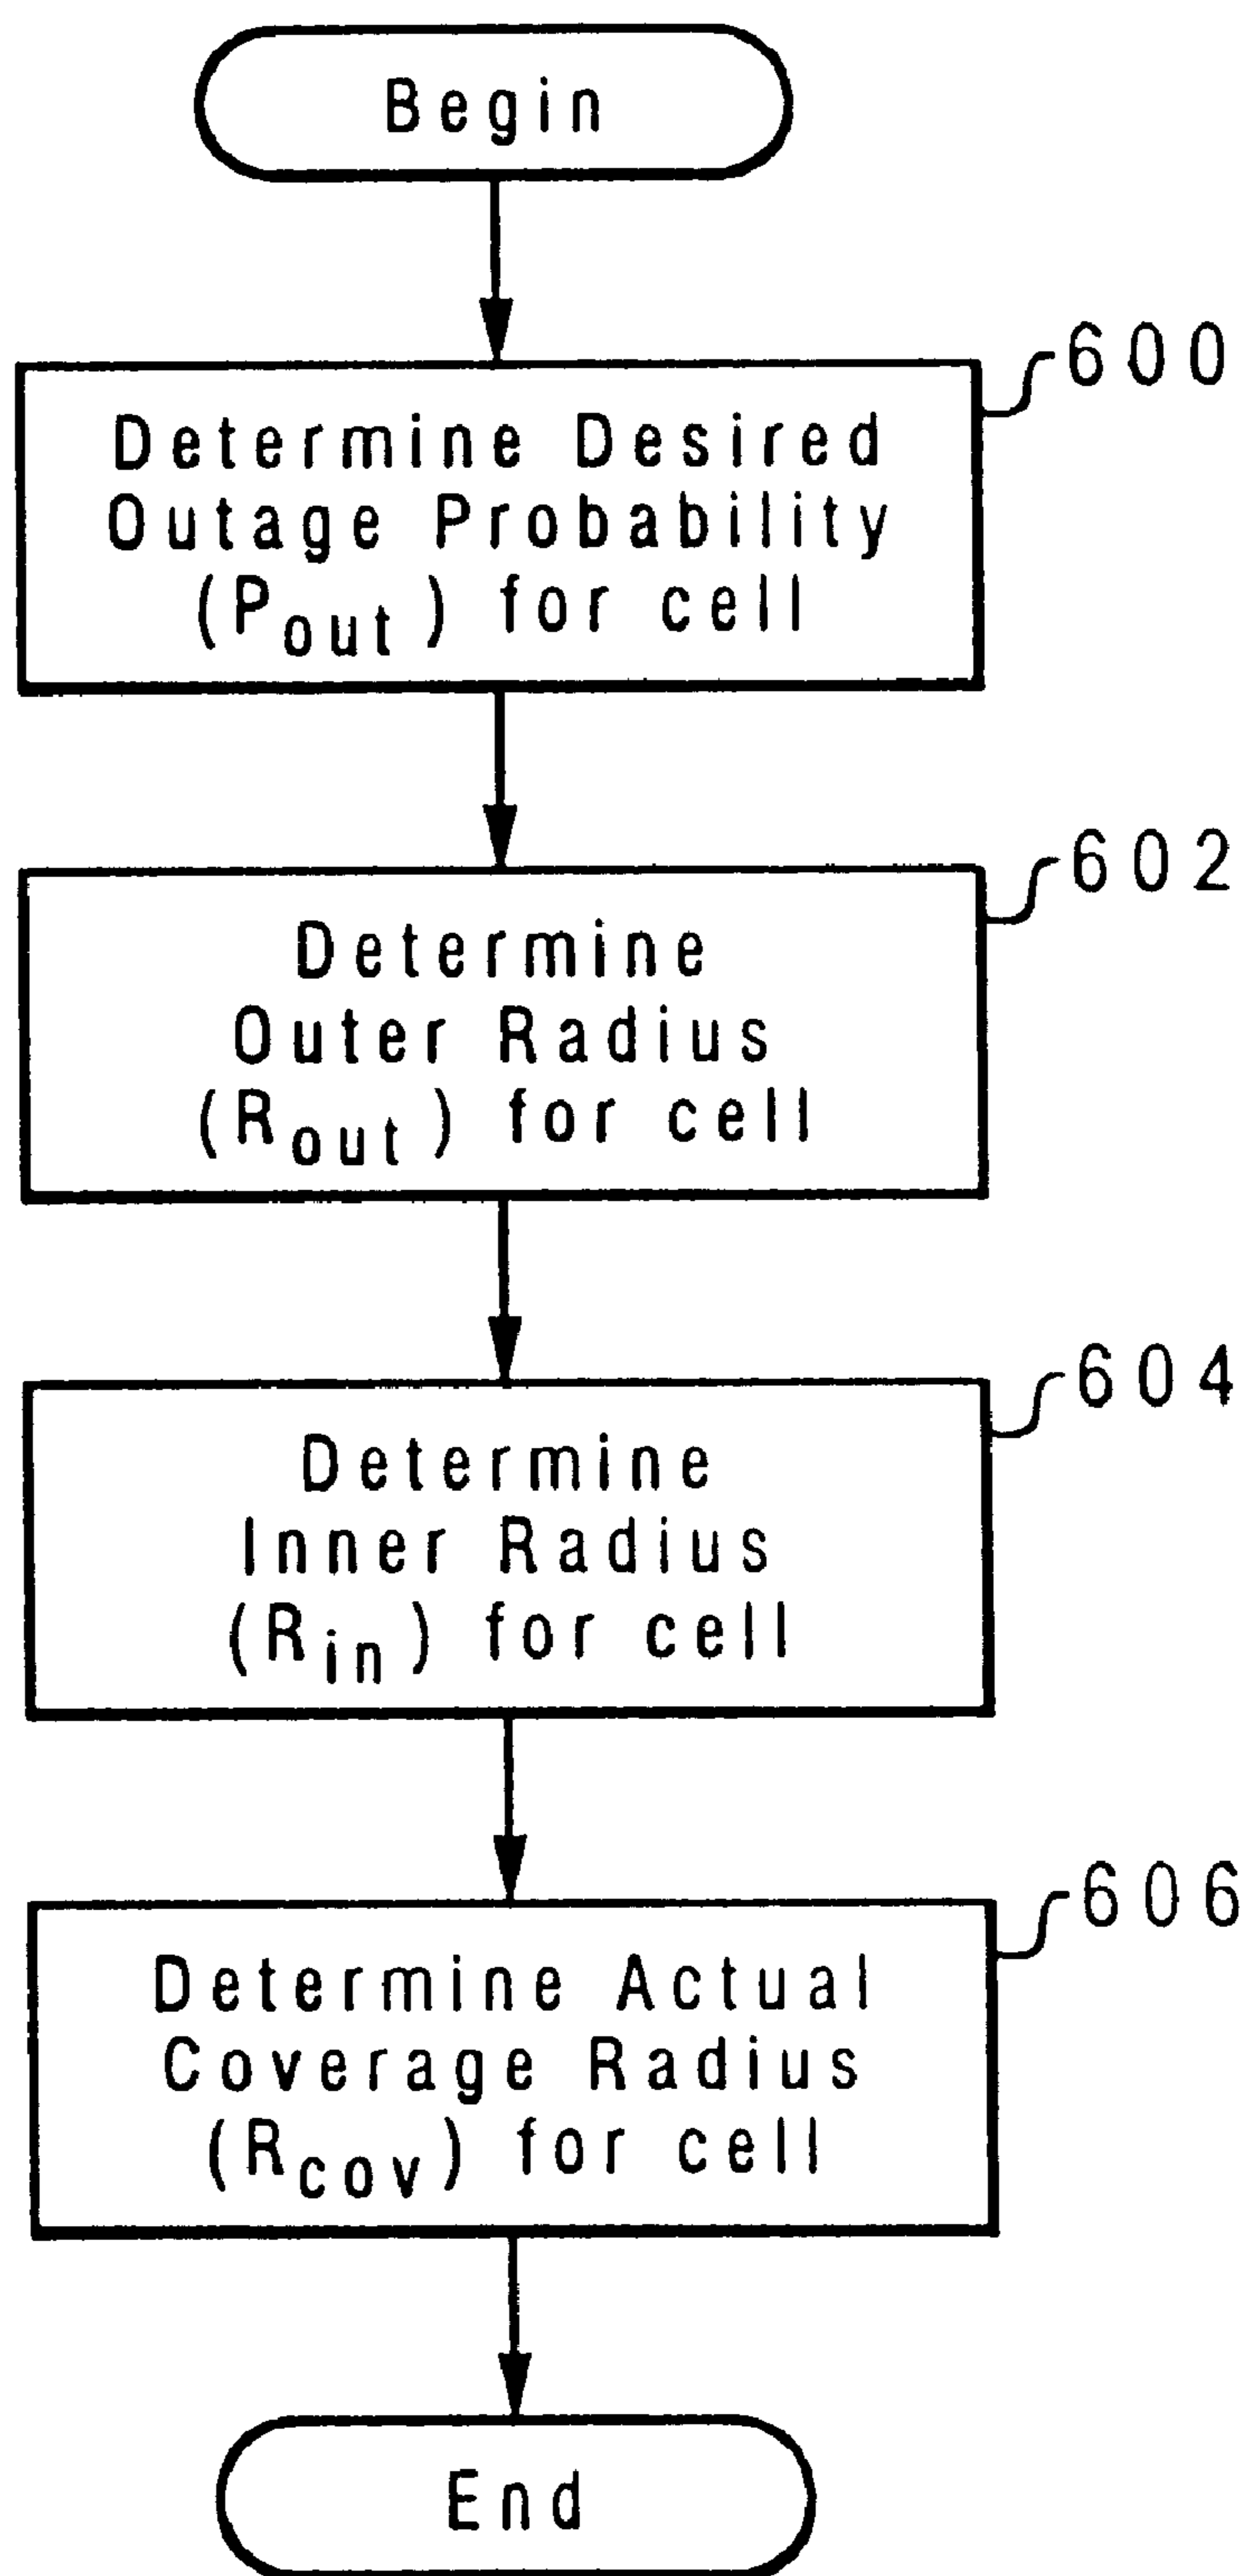 Begin
600
Determine Desired
Outage Probability
(Pout) for cell
602
Determine
Outer Radius
(Rout) for cell
604
Determine
Inner Radius
(Rin) for cell
606
Determine Actual
Coverage Radius
(Rcov) for cell
End